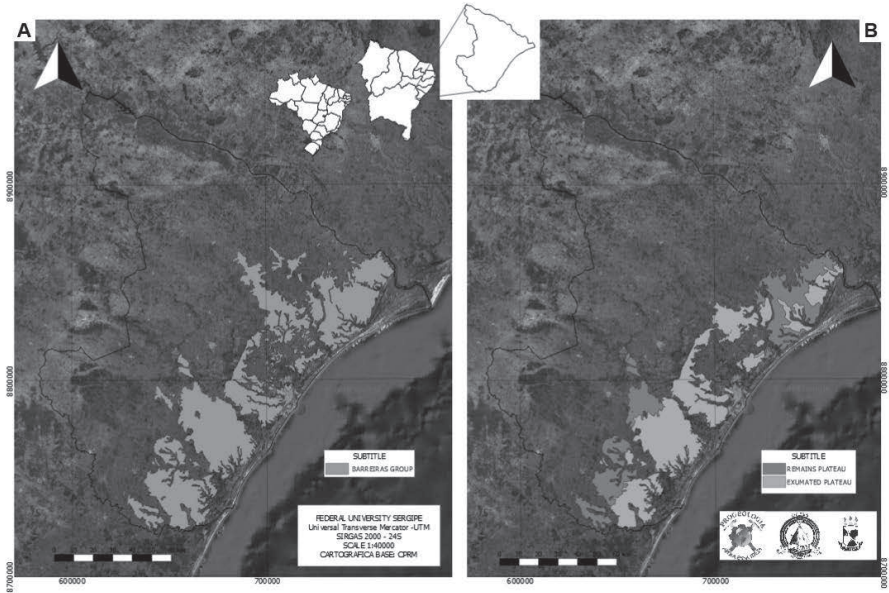 A
B
8900000
8800000
8700000
600000
700000
SUBTITLE
BARREIRAS GROUP
FEDERAL UNIVERSITY SERGIPE
Universal Transverse Mercator -UTM
SIRGAS 2000 - 24S
SCALE 1:40000
CARTOGRAFICA BASE: CPRM
8900000
8800000
8700000
600000
700000
SUBTITLE
REMAINS PLATEAU
EXUMATED PLATEAU
PROGEOLOGIA